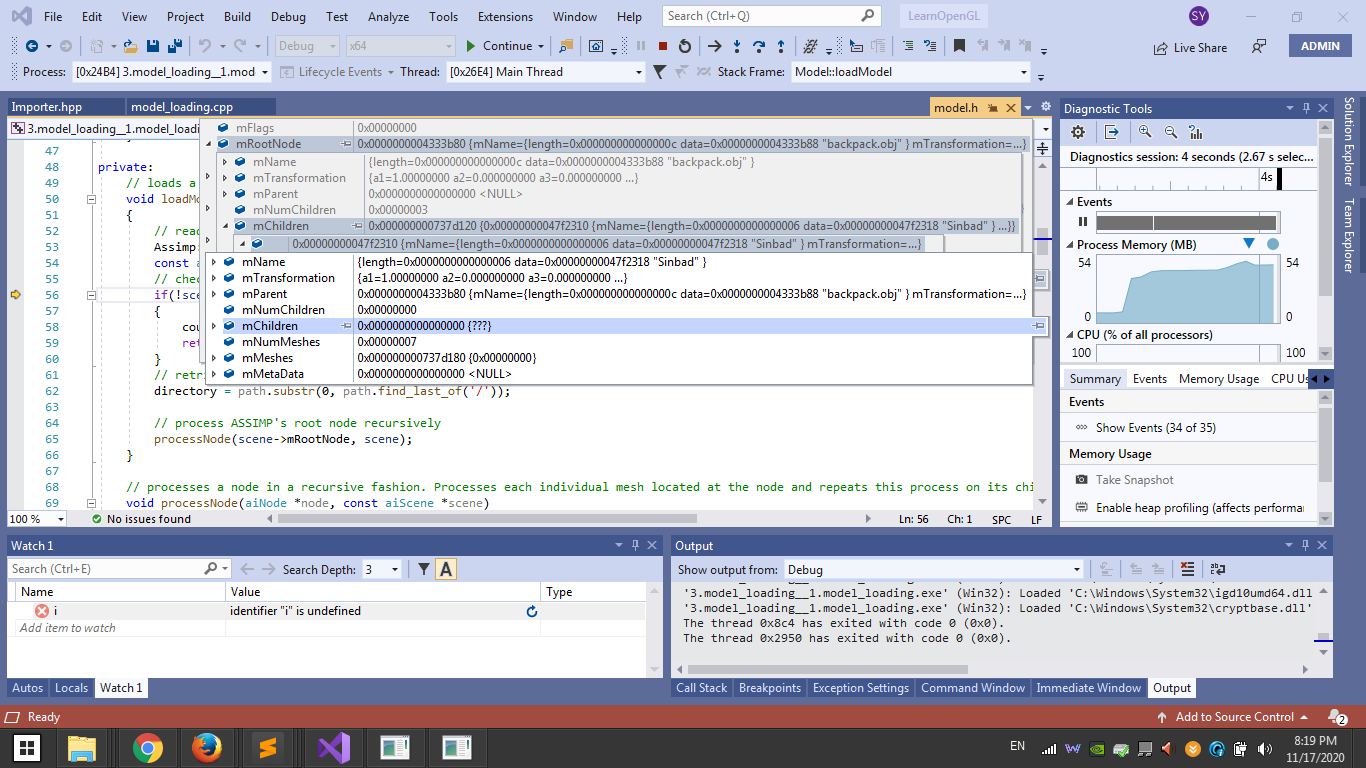 File Edit View Project Build Debug Test Analyze Tools Extensions Window Help Search (Ctrl+Q) LearnOpenGL SY
Debug x64 Continue Live Share ADMIN
Process: [0x24B4] 3.model_loading__1.mod Lifecycle Events Thread: [0x26E4] Main Thread Stack Frame: Model::loadModel
Importer.hpp model_loading.cpp model.h
3.model_loading__1.model_loadi
mFlags 0x00000000
mRootNode 0x0000000004333b80 {mName={length=0x000000000000000c data=0x0000000004333b88 "backpack.obj" } mTransformation=...}
mName {length=0x000000000000000c data=0x0000000004333b88 "backpack.obj" }
mTransformation {a1=1.00000000 a2=0.000000000 a3=0.000000000 ...}
mParent 0x0000000000000000 <NULL>
mNumChildren 0x00000003
mChildren 0x000000000737d120 {0x00000000047f2310 {mName={length=0x0000000000000006 data=0x00000000047f2318 "Sinbad" } ...}}
0x00000000047f2310 {mName={length=0x0000000000000006 data=0x00000000047f2318 "Sinbad" } mTransformation=...}
mName {length=0x0000000000000006 data=0x00000000047f2318 "Sinbad" }
mTransformation {a1=1.00000000 a2=0.000000000 a3=0.000000000 ...}
mParent 0x0000000004333b80 {mName={length=0x000000000000000c data=0x0000000004333b88 "backpack.obj" } mTransformation=...}
mNumChildren 0x00000000
mChildren 0x0000000000000000 {???}
mNumMeshes 0x00000007
mMeshes 0x000000000737d180 {0x00000000}
mMetaData 0x0000000000000000 <NULL>
47 }
48 private:
49 // loads a
50 void loadMo
51 {
52 // read
53 Assimp:
54 const a
55 // chec
56 if(!sce
57 {
58 cou
59 ret
60 }
61 // retri
62 directory = path.substr(0, path.find_last_of('/'));
63
64 // process ASSIMP's root node recursively
65 processNode(scene->mRootNode, scene);
66 }
67
68 // processes a node in a recursive fashion. Processes each individual mesh located at the node and repeats this process on its chi
69 void processNode(aiNode *node, const aiScene *scene)
100 % No issues found Ln: 56 Ch: 1 SPC LF
Diagnostic Tools
Diagnostics session: 4 seconds (2.67 s selec...
4s
Events
Process Memory (MB)
54 54
0 0
CPU (% of all processors)
100 100
Summary Events Memory Usage CPU Us
Events
Show Events (34 of 35)
Memory Usage
Take Snapshot
Enable heap profiling (affects performan
Solution Explorer
Team Explorer
Watch 1
Search (Ctrl+E) Search Depth: 3 A
Name Value Type
i identifier "i" is undefined
Add item to watch
Autos Locals Watch 1
Output
Show output from: Debug
'3.model_loading__1.model_loading.exe' (Win32): Loaded 'C:\Windows\System32\igd10umd64.dll
'3.model_loading__1.model_loading.exe' (Win32): Loaded 'C:\Windows\System32\cryptbase.dll'
The thread 0x8c4 has exited with code 0 (0x0).
The thread 0x2950 has exited with code 0 (0x0).
Call Stack Breakpoints Exception Settings Command Window Immediate Window Output
Ready Add to Source Control 2
EN 8:19 PM
11/17/2020